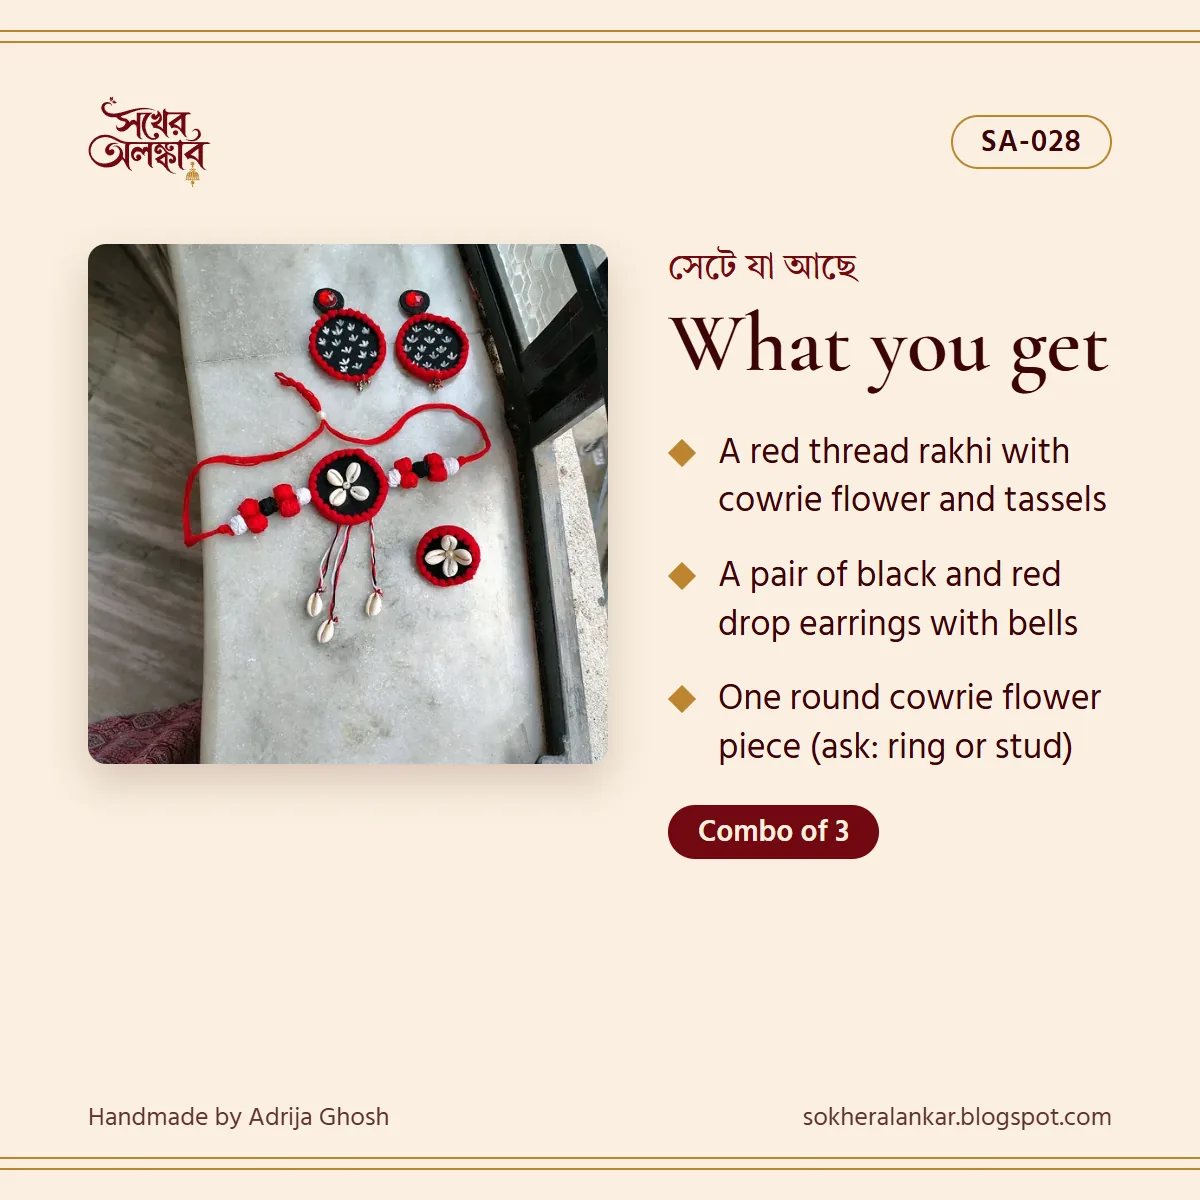 সখের
অলঙ্কার
SA-028
সেটে যা আছে
What you get
A red thread rakhi with
cowrie flower and tassels
A pair of black and red
drop earrings with bells
One round cowrie flower
piece (ask: ring or stud)
Combo of 3
Handmade by Adrija Ghosh
sokheralankar.blogspot.com